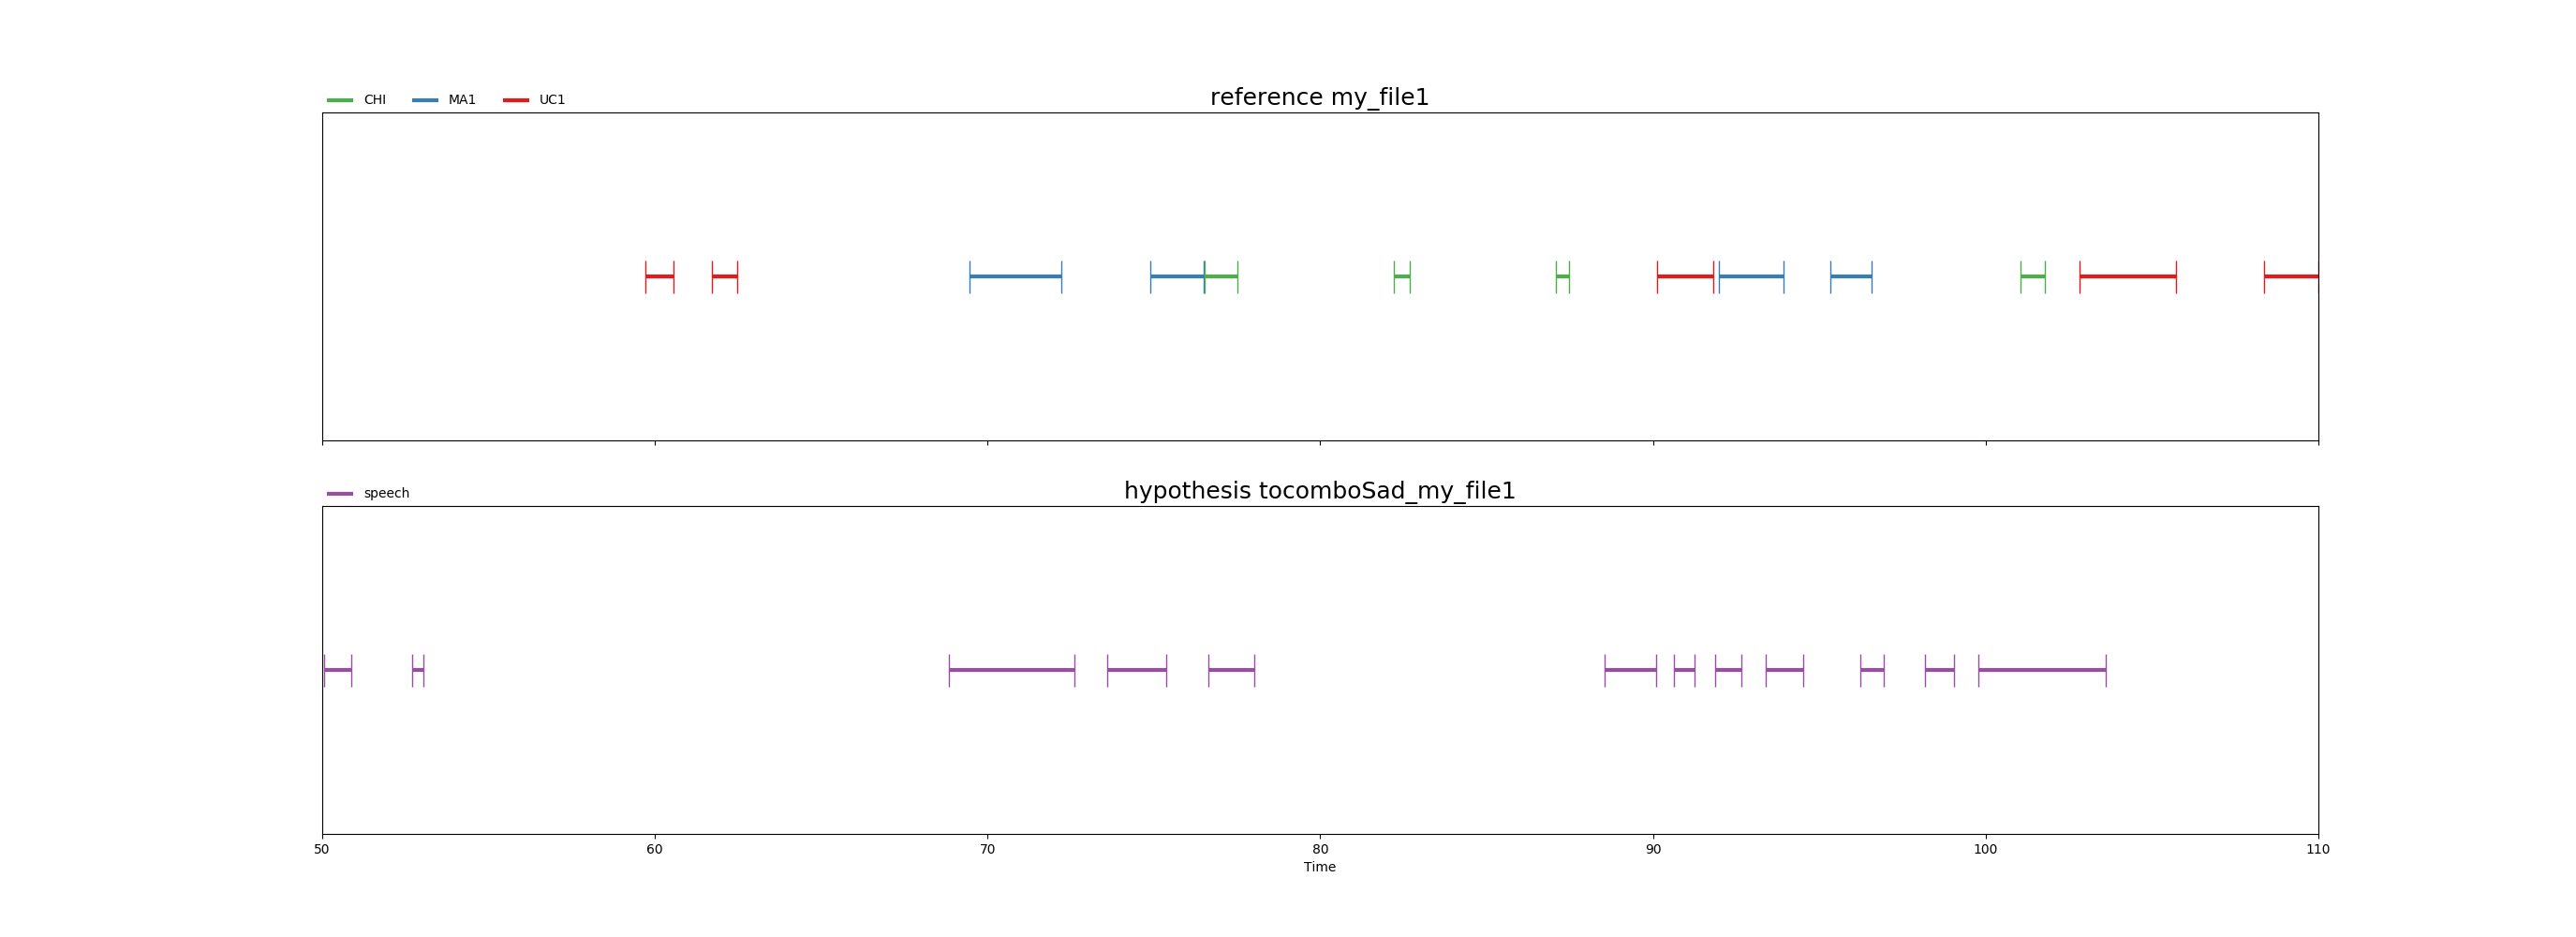 reference my_file1
CHI MA1 UC1
hypothesis tocomboSad_my_file1
speech
50 60 70 80 90 100 110
Time